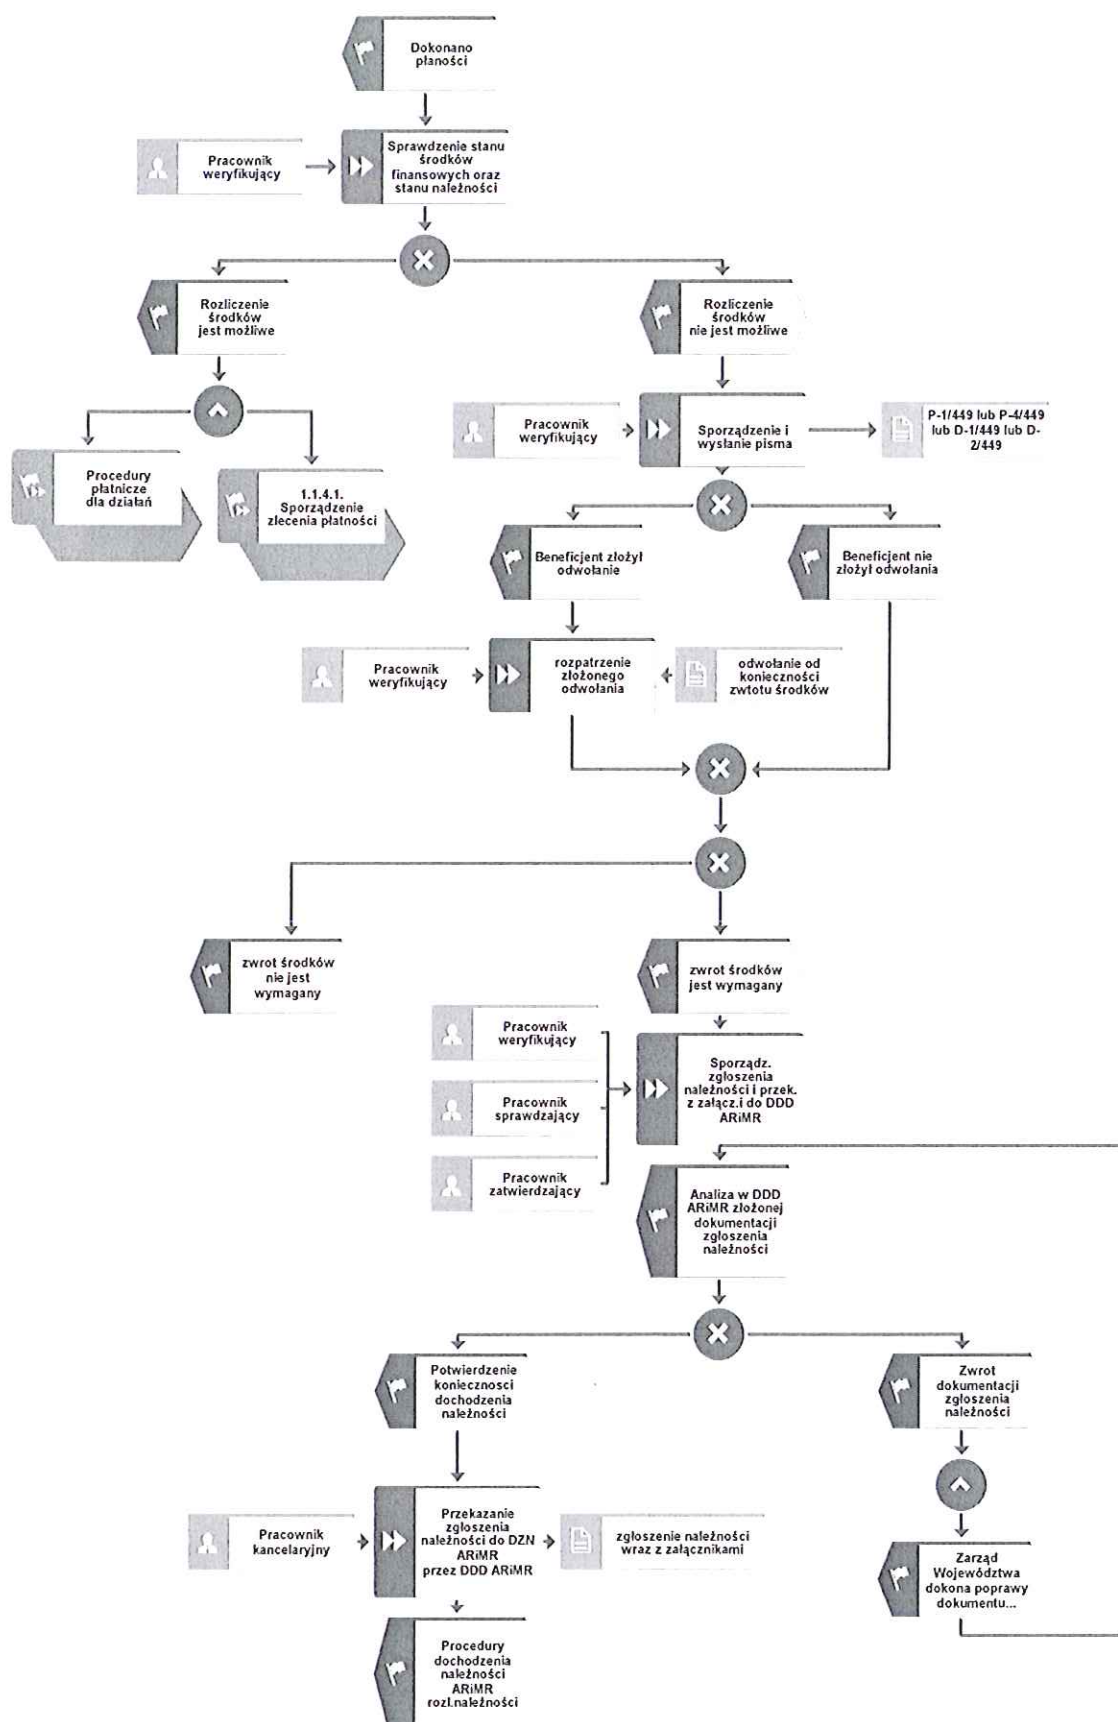 Dokonano
płaności
Sprawdzenie stanu
środków
finansowych oraz
stanu należności
Pracownik
weryfikujący
Rozliczenie
środków
jest możliwe
Rozliczenie
środków
nie jest możliwe
Pracownik
weryfikujący
Sporządzenie i
wysłanie pisma
P-1/449 lub P-4/449
lub D-1/449 lub D-
2/449
Procedury
płatnicze
dla działań
1.1.4.1.
Sporządzenie
zlecenia płatności
Beneficjent złożył
odwołanie
Beneficjent nie
złożył odwołania
Pracownik
weryfikujący
rozpatrzenie
złożonego
odwołania
odwołanie od
konieczności
zwtotu środków
zwrot środków
nie jest
wymagany
zwrot środków
jest wymagany
Pracownik
weryfikujący
Pracownik
sprawdzający
Pracownik
zatwierdzający
Sporządz.
zgłoszenia
należności i przek.
z załącz.i do DDD
ARiMR
Analiza w DDD
ARiMR złożonej
dokumentacji
zgłoszenia
należności
Potwierdzenie
koniecznosci
dochodzenia
należności
Zwrot
dokumentacji
zgłoszenia
należności
Pracownik
kancelaryjny
Przekazanie
zgłoszenia
należności do DZN
ARiMR
przez DDD ARiMR
zgłoszenie należności
wraz z załącznikami
Zarząd
Województwa
dokona poprawy
dokumentu...
Procedury
dochodzenia
należności
ARiMR
rozl.należności